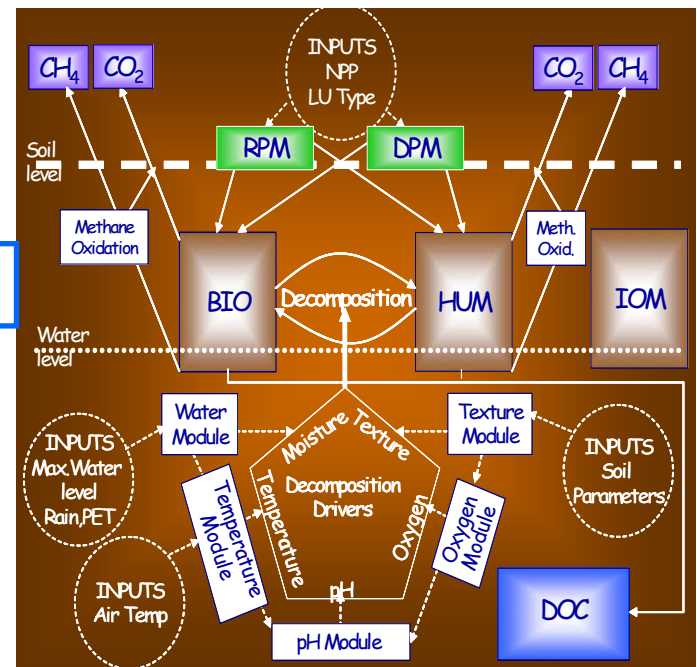 INPUTS
NPP
LU Type
CH4
CO2
CO2
CH4
RPM
DPM
Soil
level
Methane
Oxidation
Meth.
Oxid.
BIO
Decomposition
HUM
IOM
Water
level
Water
Module
Texture
Module
Moisture
Texture
INPUTS
Max.Water
level
Rain,PET
INPUTS
Soil
Parameters
Temperature
Module
Temperature
Decomposition
Drivers
Oxygen
Oxygen
Module
INPUTS
Air Temp
pH
pH Module
DOC